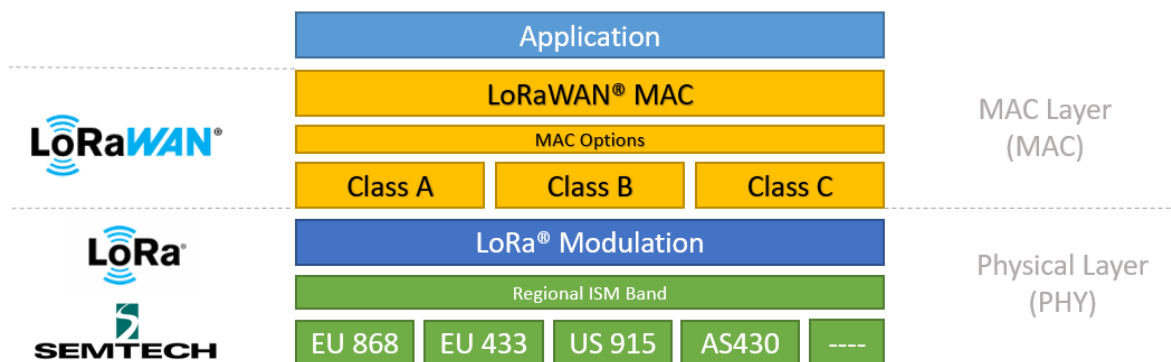 Application
LoRaWAN® MAC
MAC Options
Class A Class B Class C
LoRaWAN®
MAC Layer
(MAC)
LoRa® Modulation
Regional ISM Band
EU 868 EU 433 US 915 AS430 ----
LoRa®
SEMTECH
Physical Layer
(PHY)